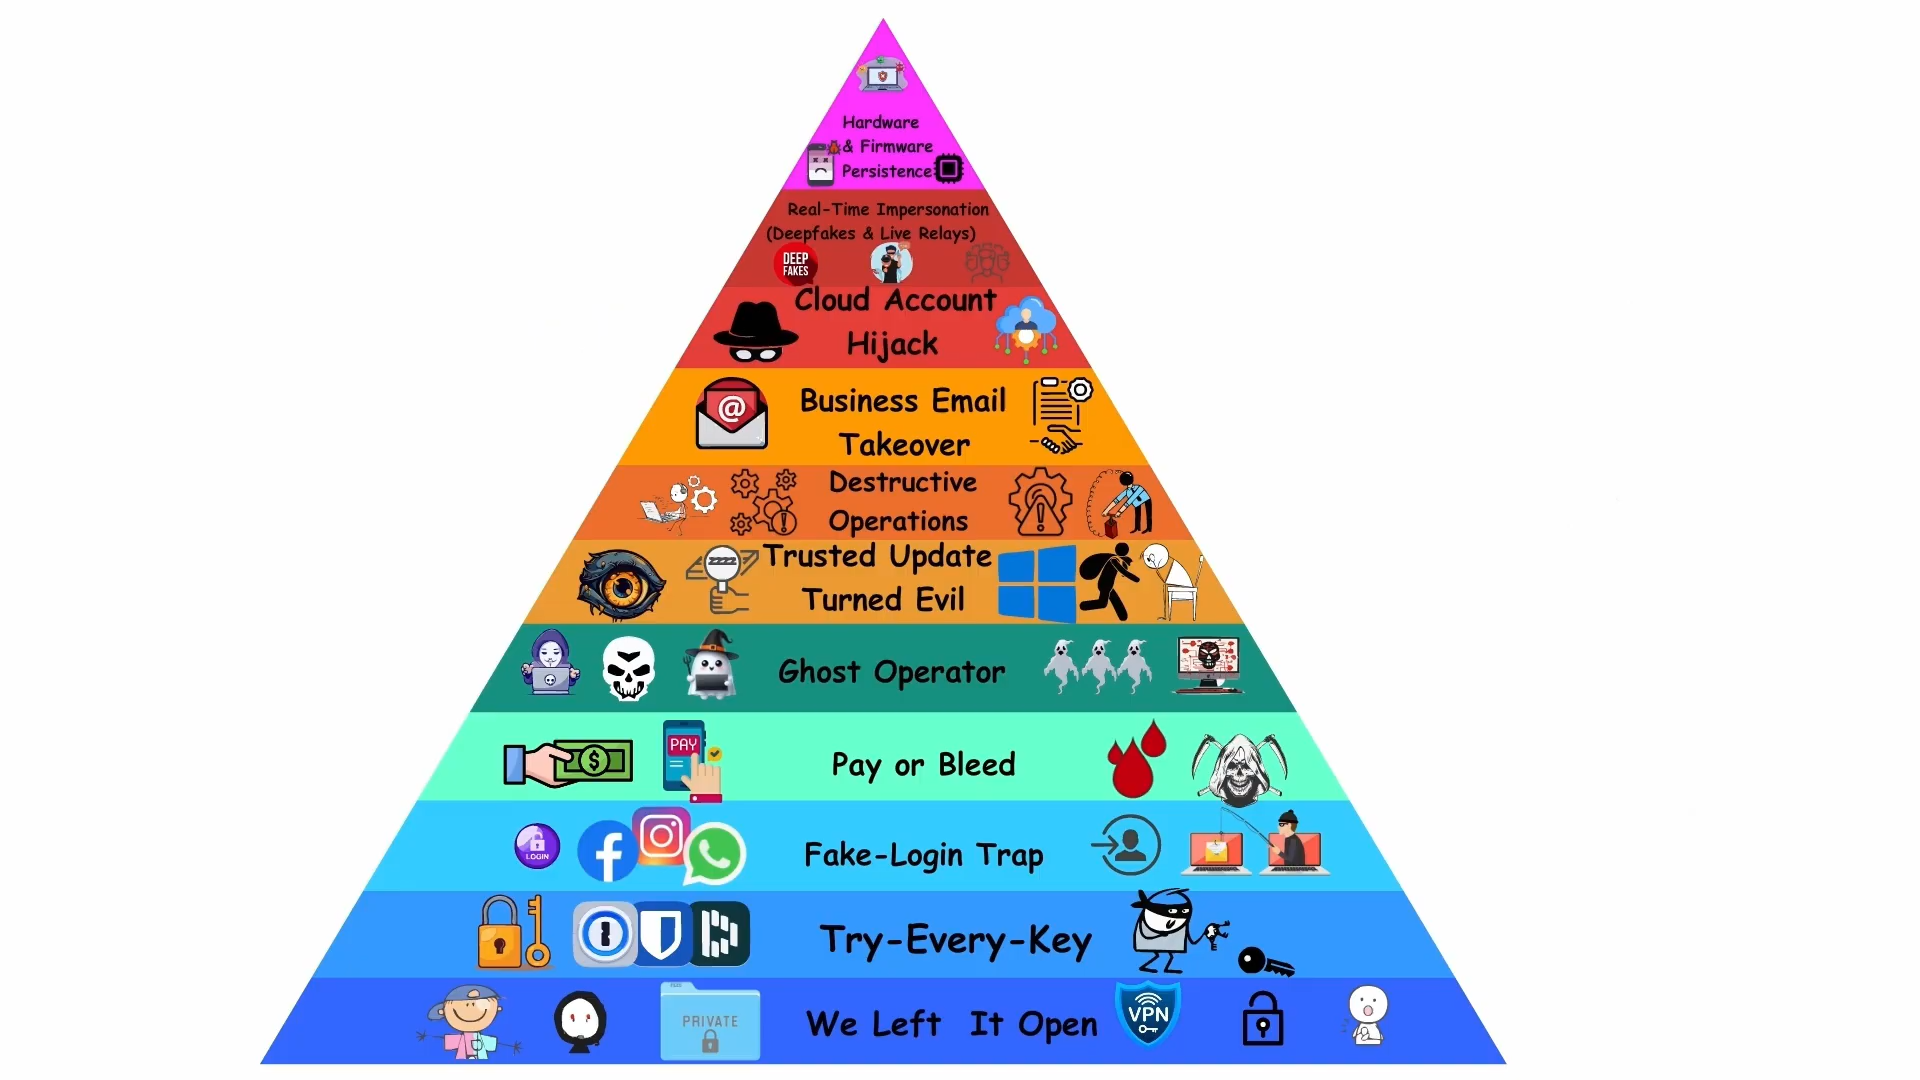 Hardware
& Firmware
Persistence
Real-Time Impersonation
(Deepfakes & Live Relays)
DEEP
FAKES
Cloud Account
Hijack
@
Business Email
Takeover
Destructive
Operations
Trusted Update
Turned Evil
Ghost Operator
$
PAY
Pay or Bleed
LOGIN
Fake-Login Trap
Try-Every-Key
PRIVATE
We Left It Open
VPN